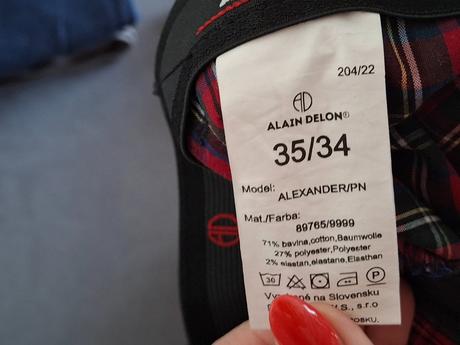 204/22
AD
ALAIN DELON®
35/34
Model: ALEXANDER/PN
Mat./Farba:
89765/9999
71% bavlna,cotton,Baumwolle
27% polyester,Polyester
2% elastan,elastane,Elasthan
30
P
na Slovensku
s.r.o